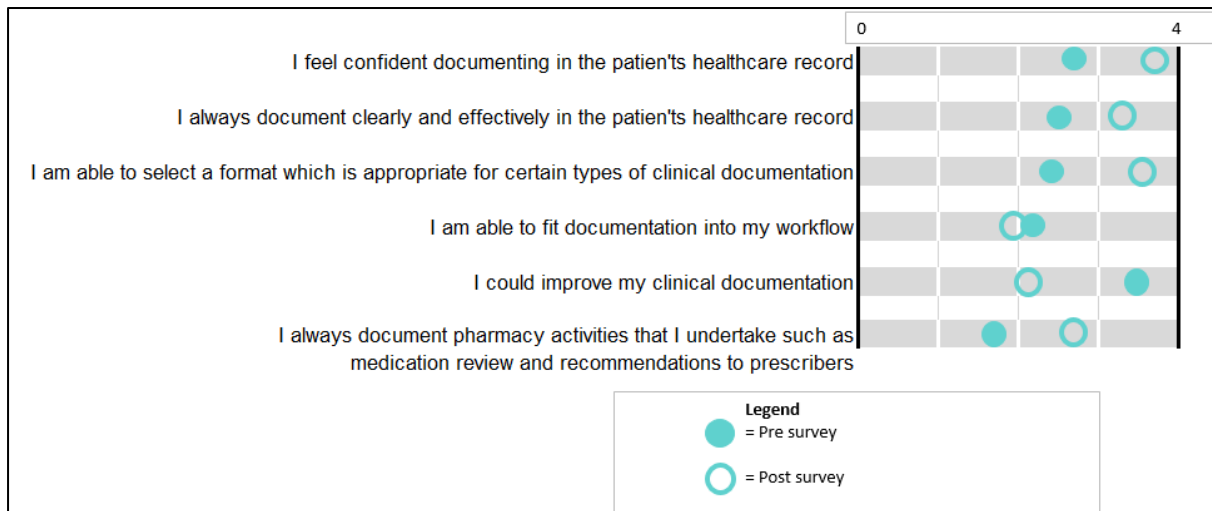 0 4
I feel confident documenting in the patien'ts healthcare record
I always document clearly and effectively in the patien'ts healthcare record
I am able to select a format which is appropriate for certain types of clinical documentation
I am able to fit documentation into my workflow
I could improve my clinical documentation
I always document pharmacy activities that I undertake such as
medication review and recommendations to prescribers
Legend
= Pre survey
= Post survey